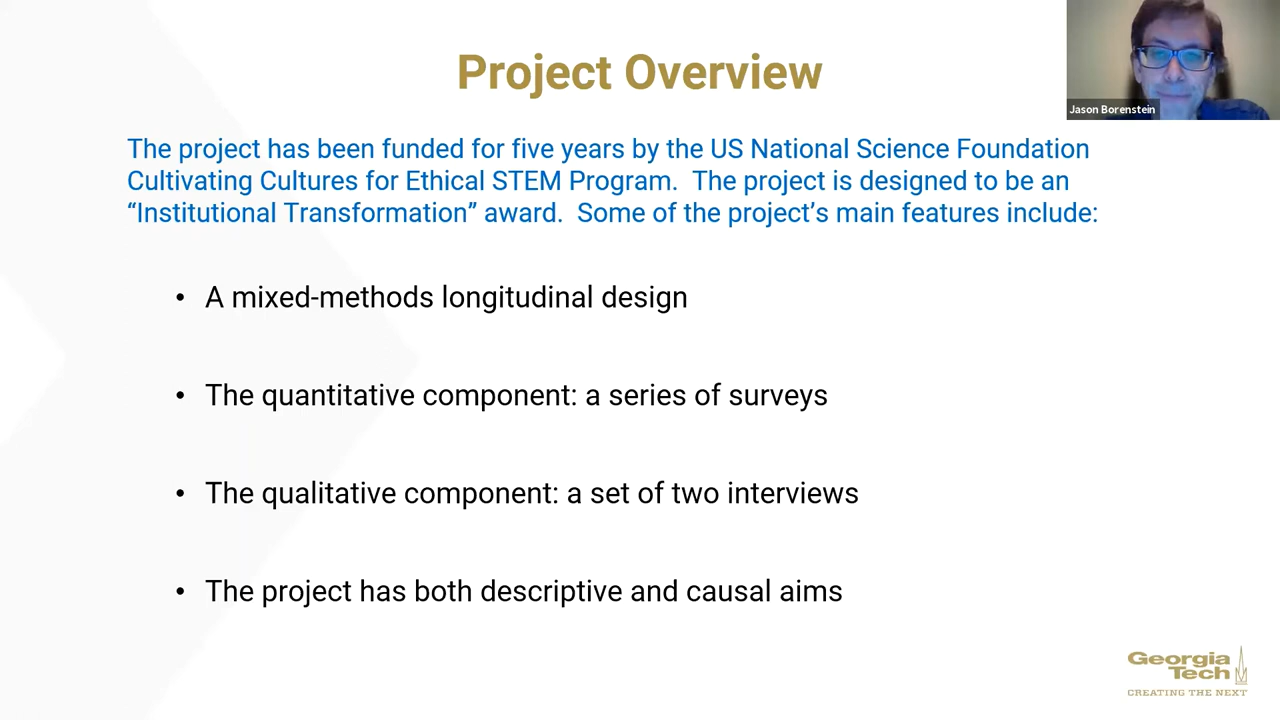 Project Overview
Jason Borenstein
The project has been funded for five years by the US National Science Foundation
Cultivating Cultures for Ethical STEM Program.  The project is designed to be an
“Institutional Transformation” award.  Some of the project’s main features include:
• A mixed-methods longitudinal design
• The quantitative component: a series of surveys
• The qualitative component: a set of two interviews
• The project has both descriptive and causal aims
Georgia
Tech
CREATING THE NEXT